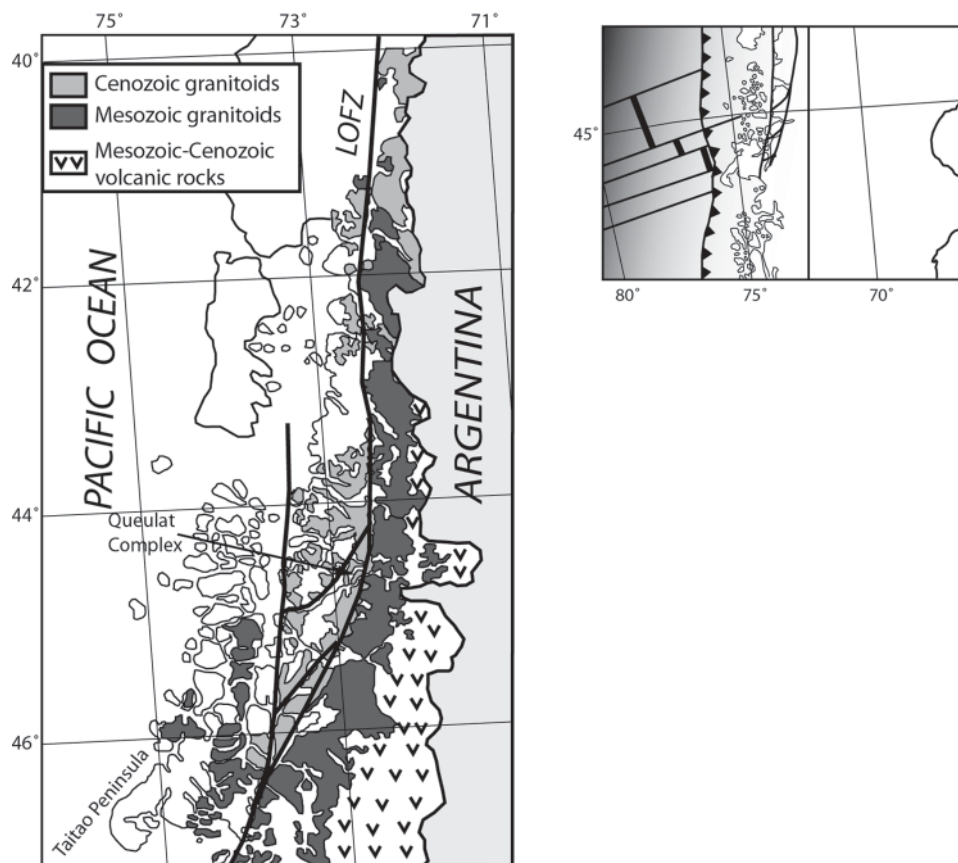 75°
73°
71°
40°
Cenozoic granitoids
Mesozoic granitoids
Mesozoic-Cenozoic
volcanic rocks
LOFZ
42°
PACIFIC OCEAN
ARGENTINA
44°
Queulat
Complex
46°
Taitao Peninsula
45°
80°
75°
70°